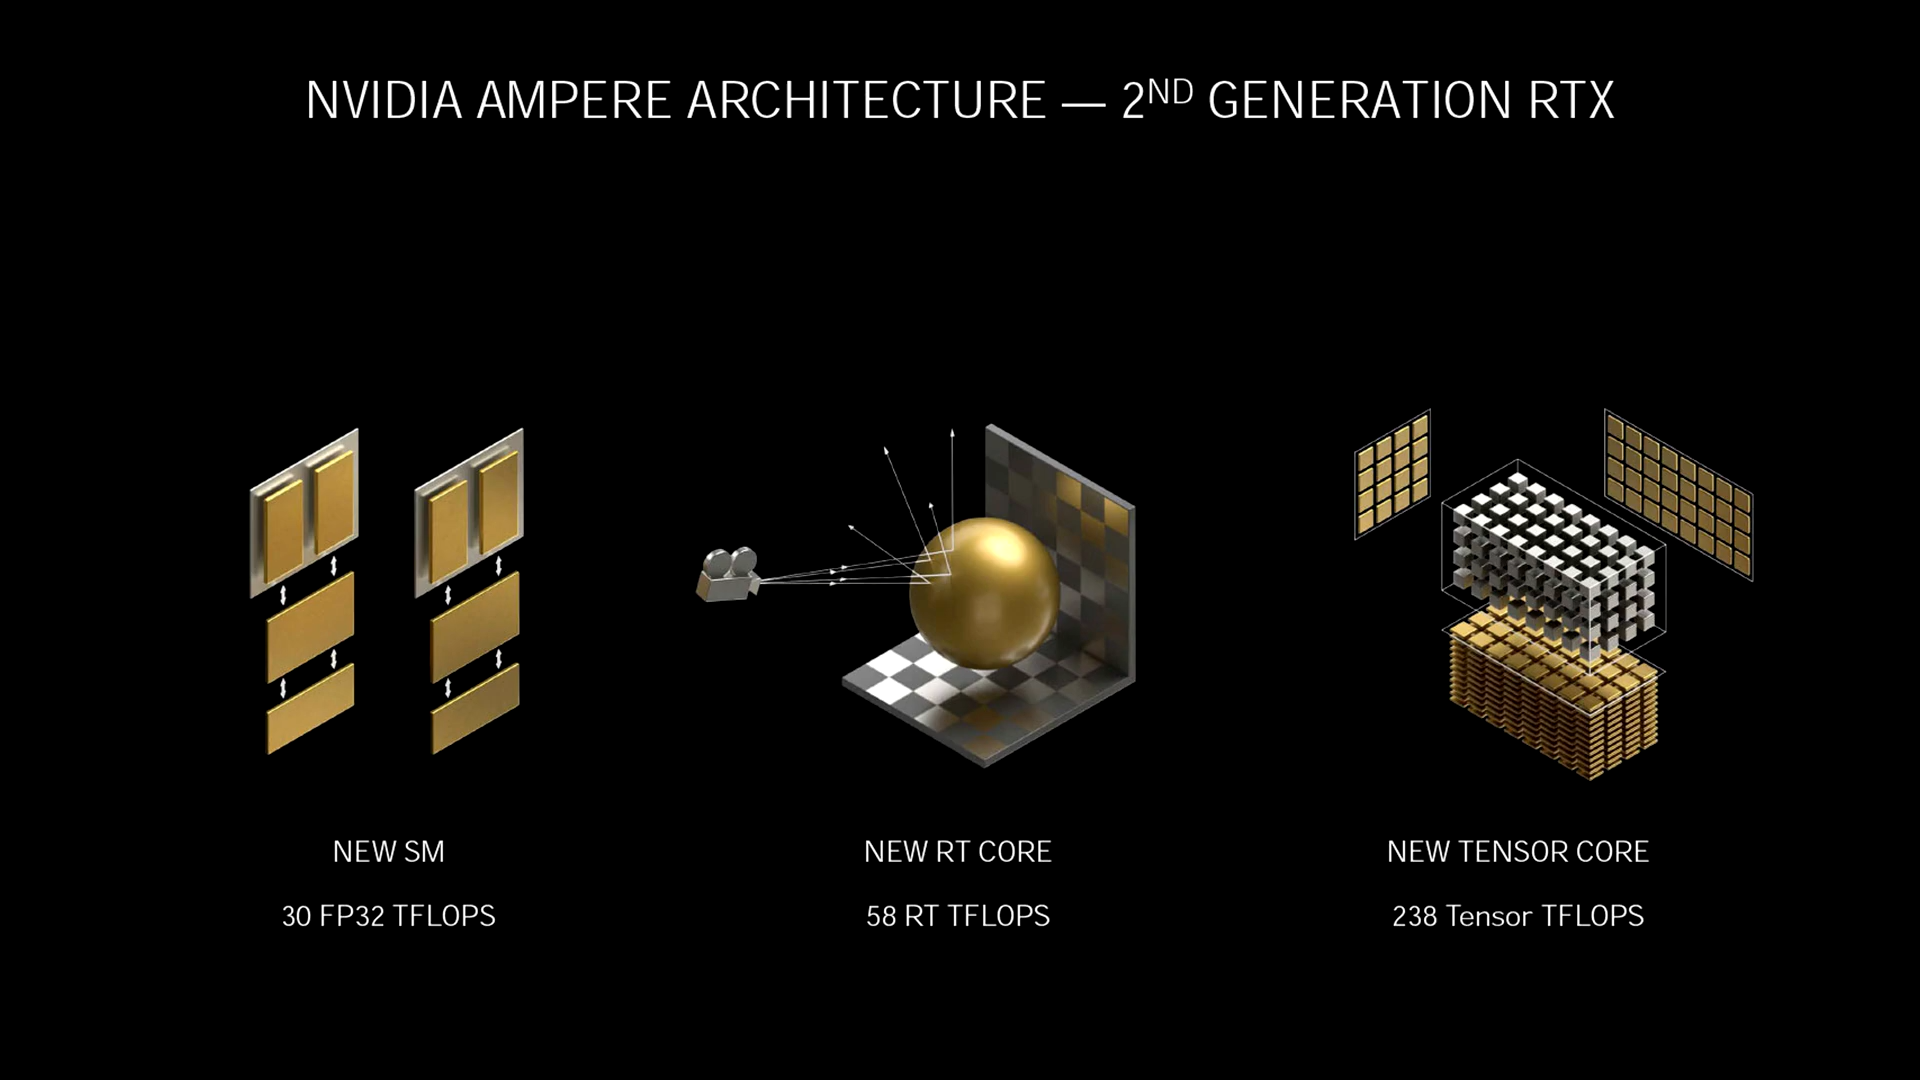 NVIDIA AMPERE ARCHITECTURE — 2ND GENERATION RTX
NEW SM
30 FP32 TFLOPS
NEW RT CORE
58 RT TFLOPS
NEW TENSOR CORE
238 Tensor TFLOPS